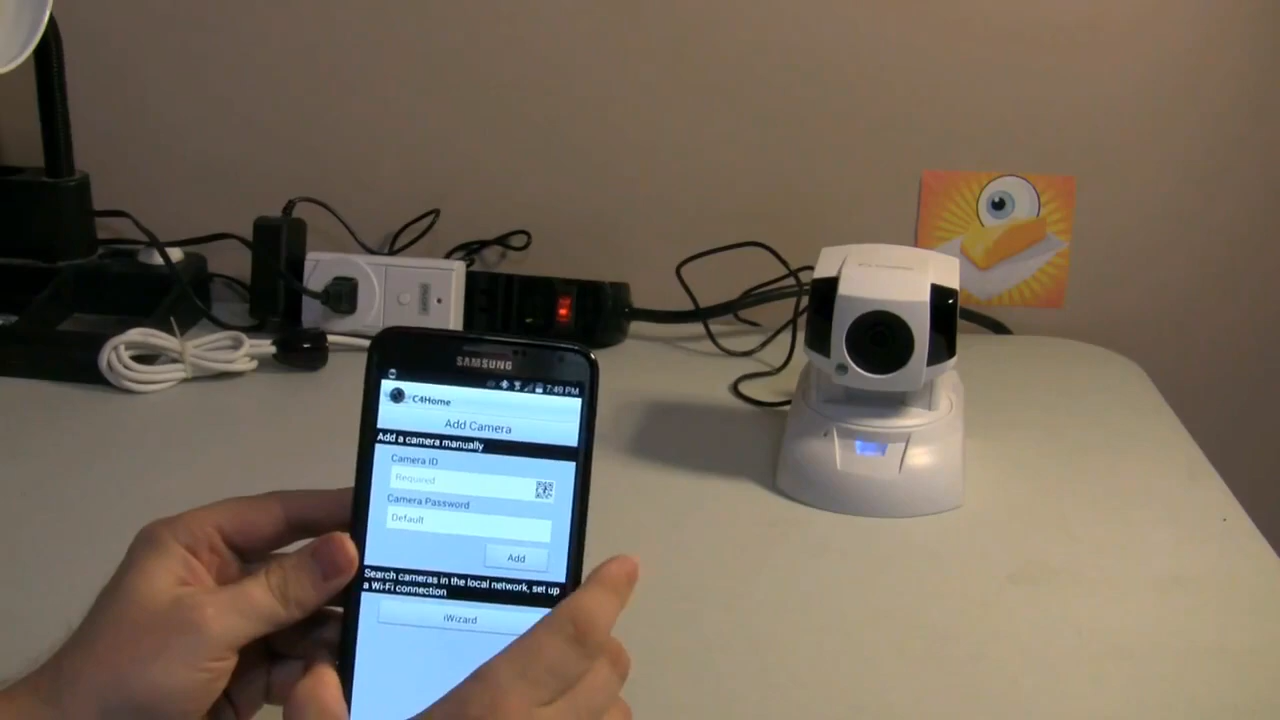 SAMSUNG
7:49 PM
C4Home
Add Camera
Add a camera manually
Camera ID
Required
Camera Password
Default
Add
Search cameras in the local network, set up
a Wi-Fi connection
iWizard